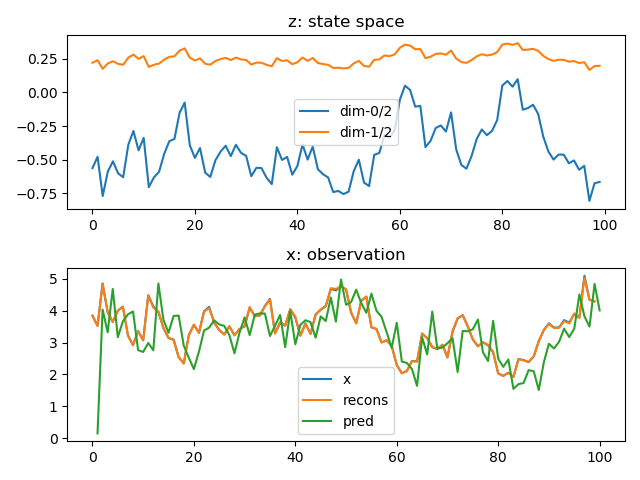 z: state space
0.25
0.00
−0.25
−0.50
−0.75
dim-0/2
dim-1/2
0 20 40 60 80 100
x: observation
5
4
3
2
1
0
x
recons
pred
0 20 40 60 80 100